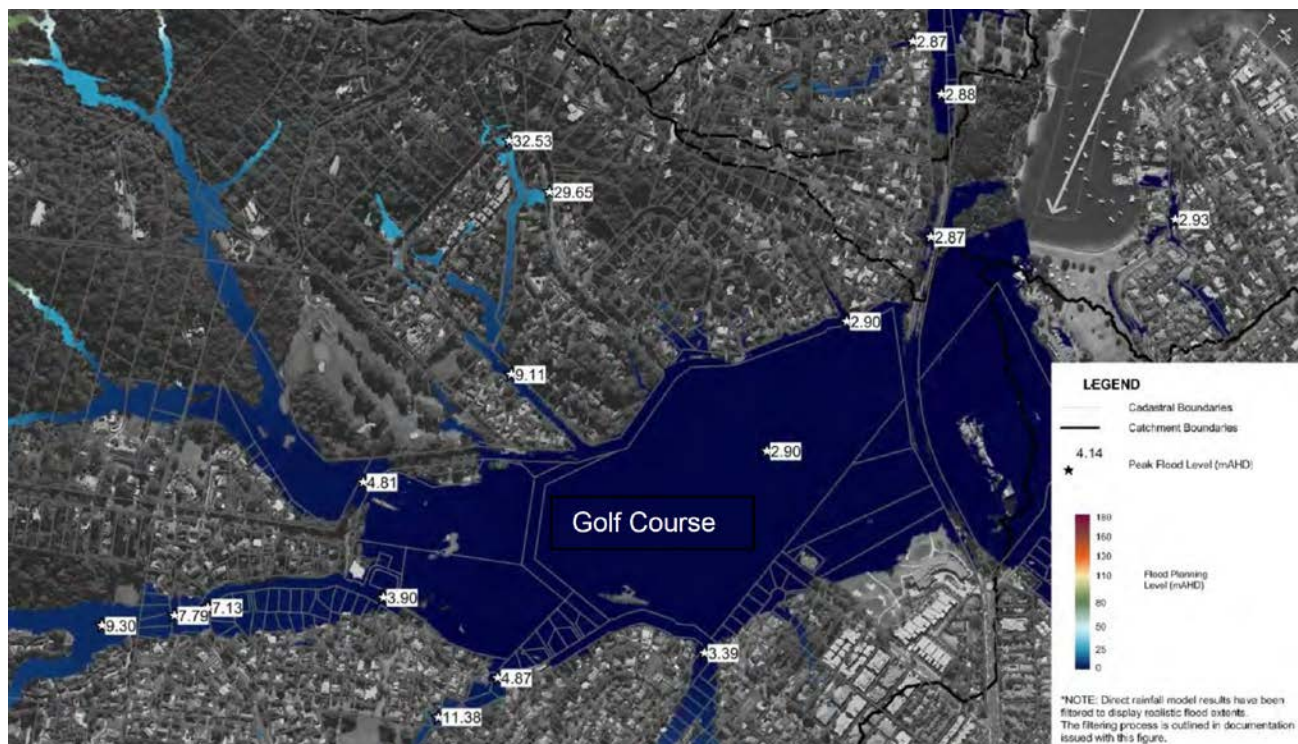 2.87
2.88
32.53
29.65
2.93
2.87
2.90
9.11
2.90
4.81
Golf Course
3.90
7.13
7.79
9.30
3.39
4.87
11.38
LEGEND
Cadastral Boundaries
Catchment Boundaries
4.14
Peak Flood Level (mAHD)
180
160
130
110
80
50
25
0
Flood Planning
Level (mAHD)
*NOTE: Direct rainfall model results have been
filtered to display realistic flood extents.
The filtering process is outlined in documentation
issued with this figure.